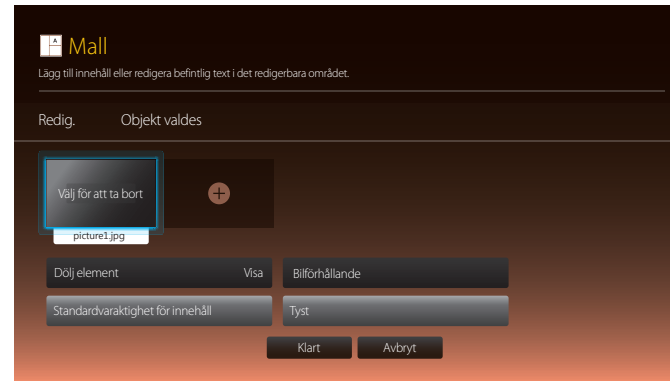 A
Mall
Lägg till innehåll eller redigera befintlig text i det redigerbara området.
Redig. Objekt valdes
Välj för att ta bort
picture1.jpg
Dölj element Visa Bilförhållande
Standardvaraktighet för innehåll Tyst
Klart Avbryt